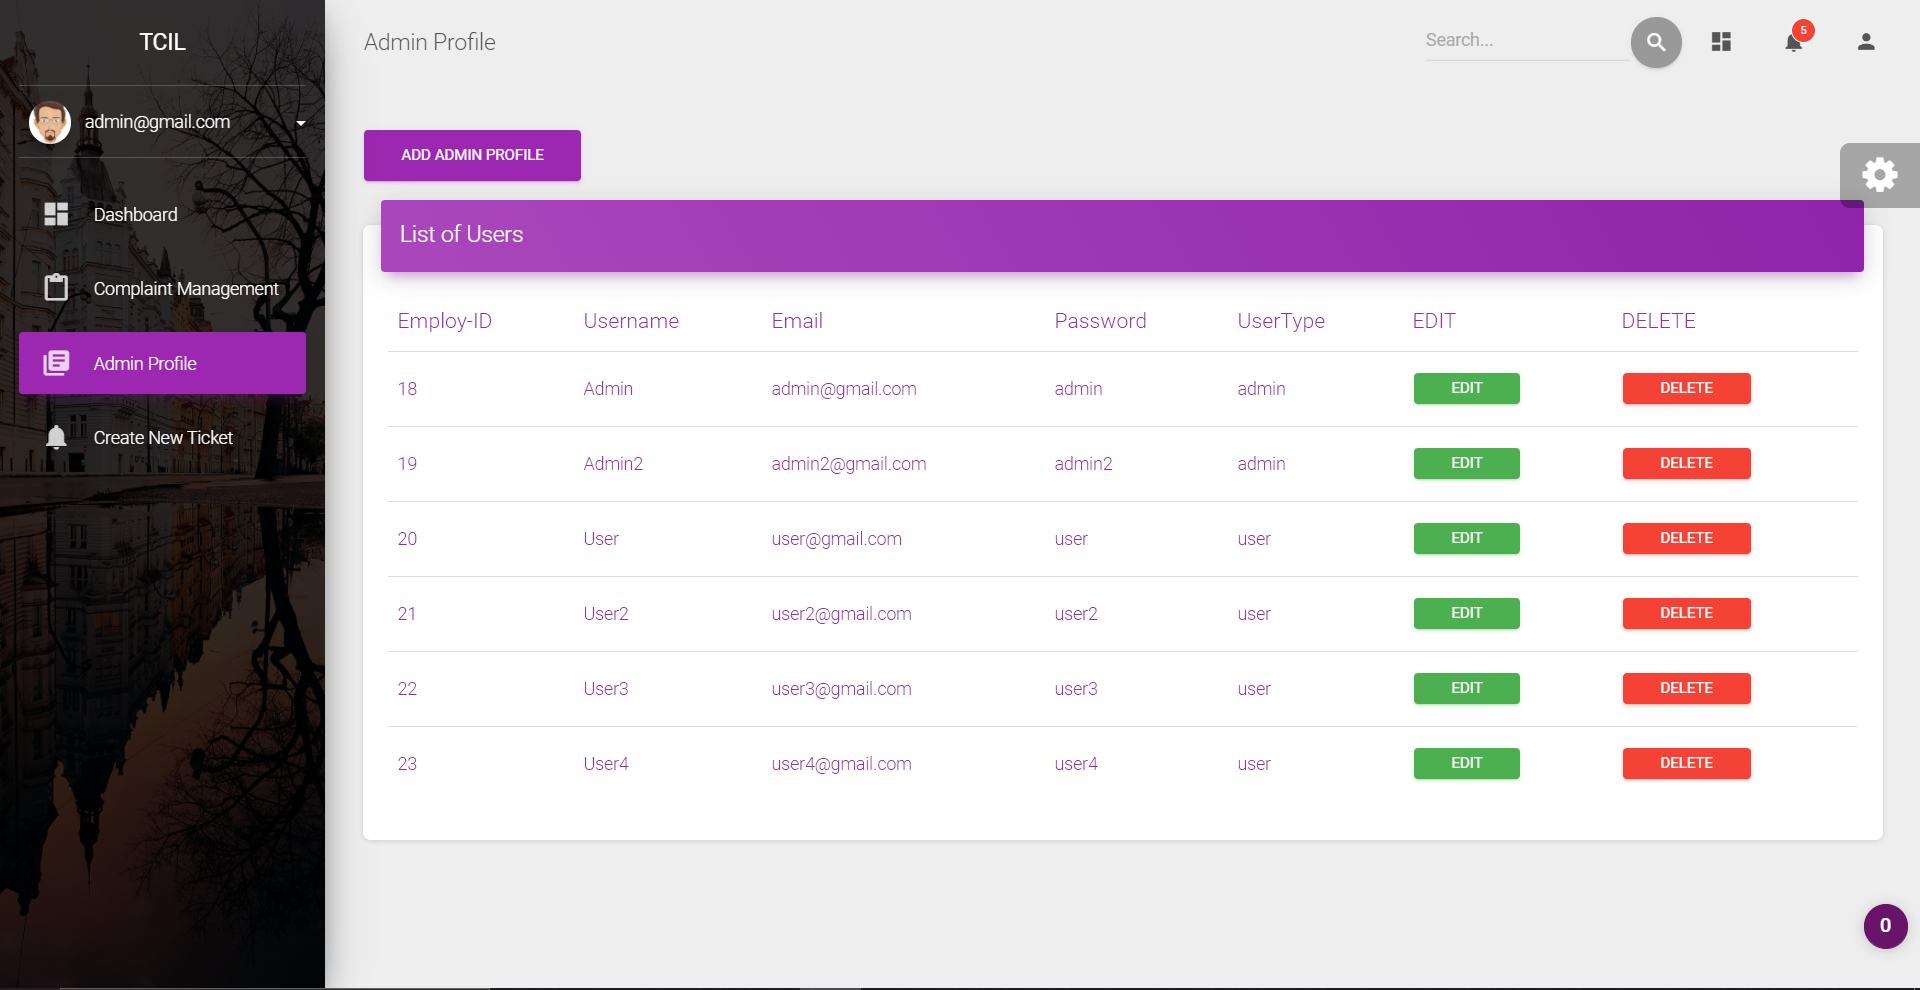 TCIL
admin@gmail.com
Dashboard
Complaint Management
Admin Profile
Create New Ticket
Admin Profile
Search...
5
ADD ADMIN PROFILE
List of Users
Employ-ID Username Email Password UserType EDIT DELETE
18 Admin admin@gmail.com admin admin EDIT DELETE
19 Admin2 admin2@gmail.com admin2 admin EDIT DELETE
20 User user@gmail.com user user EDIT DELETE
21 User2 user2@gmail.com user2 user EDIT DELETE
22 User3 user3@gmail.com user3 user EDIT DELETE
23 User4 user4@gmail.com user4 user EDIT DELETE
0